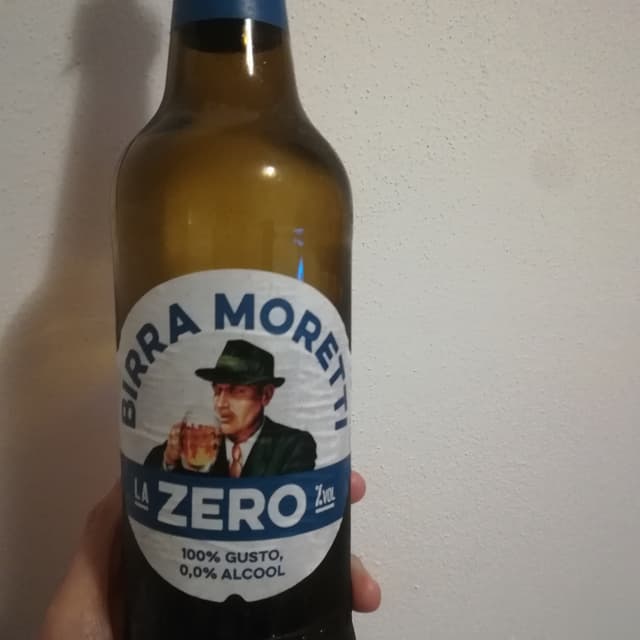 BIRRA MORETTI
LA ZERO %VOL
100% GUSTO,
0,0% ALCOOL